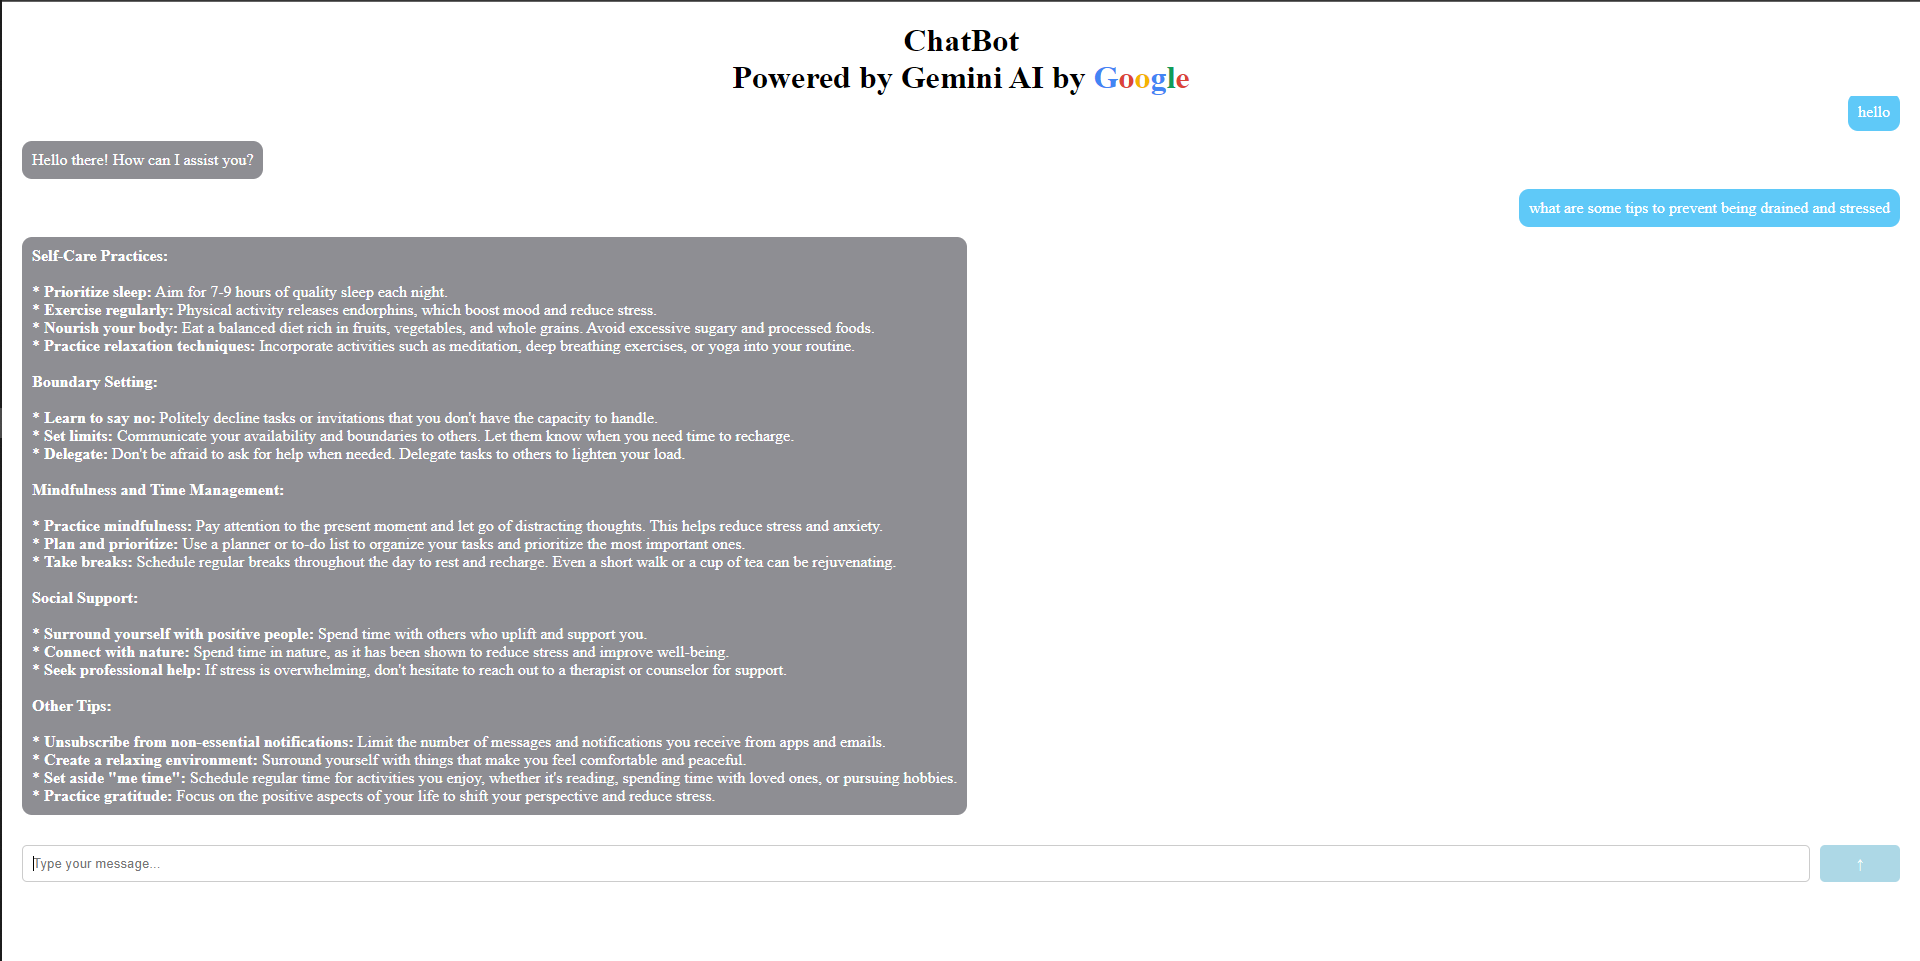 ChatBot
Powered by Gemini AI by Google
hello
Hello there! How can I assist you?
what are some tips to prevent being drained and stressed
Self-Care Practices:
* Prioritize sleep: Aim for 7-9 hours of quality sleep each night.
* Exercise regularly: Physical activity releases endorphins, which boost mood and reduce stress.
* Nourish your body: Eat a balanced diet rich in fruits, vegetables, and whole grains. Avoid excessive sugary and processed foods.
* Practice relaxation techniques: Incorporate activities such as meditation, deep breathing exercises, or yoga into your routine.
Boundary Setting:
* Learn to say no: Politely decline tasks or invitations that you don't have the capacity to handle.
* Set limits: Communicate your availability and boundaries to others. Let them know when you need time to recharge.
* Delegate: Don't be afraid to ask for help when needed. Delegate tasks to others to lighten your load.
Mindfulness and Time Management:
* Practice mindfulness: Pay attention to the present moment and let go of distracting thoughts. This helps reduce stress and anxiety.
* Plan and prioritize: Use a planner or to-do list to organize your tasks and prioritize the most important ones.
* Take breaks: Schedule regular breaks throughout the day to rest and recharge. Even a short walk or a cup of tea can be rejuvenating.
Social Support:
* Surround yourself with positive people: Spend time with others who uplift and support you.
* Connect with nature: Spend time in nature, as it has been shown to reduce stress and improve well-being.
* Seek professional help: If stress is overwhelming, don't hesitate to reach out to a therapist or counselor for support.
Other Tips:
* Unsubscribe from non-essential notifications: Limit the number of messages and notifications you receive from apps and emails.
* Create a relaxing environment: Surround yourself with things that make you feel comfortable and peaceful.
* Set aside "me time": Schedule regular time for activities you enjoy, whether it's reading, spending time with loved ones, or pursuing hobbies.
* Practice gratitude: Focus on the positive aspects of your life to shift your perspective and reduce stress.
Type your message...
↑